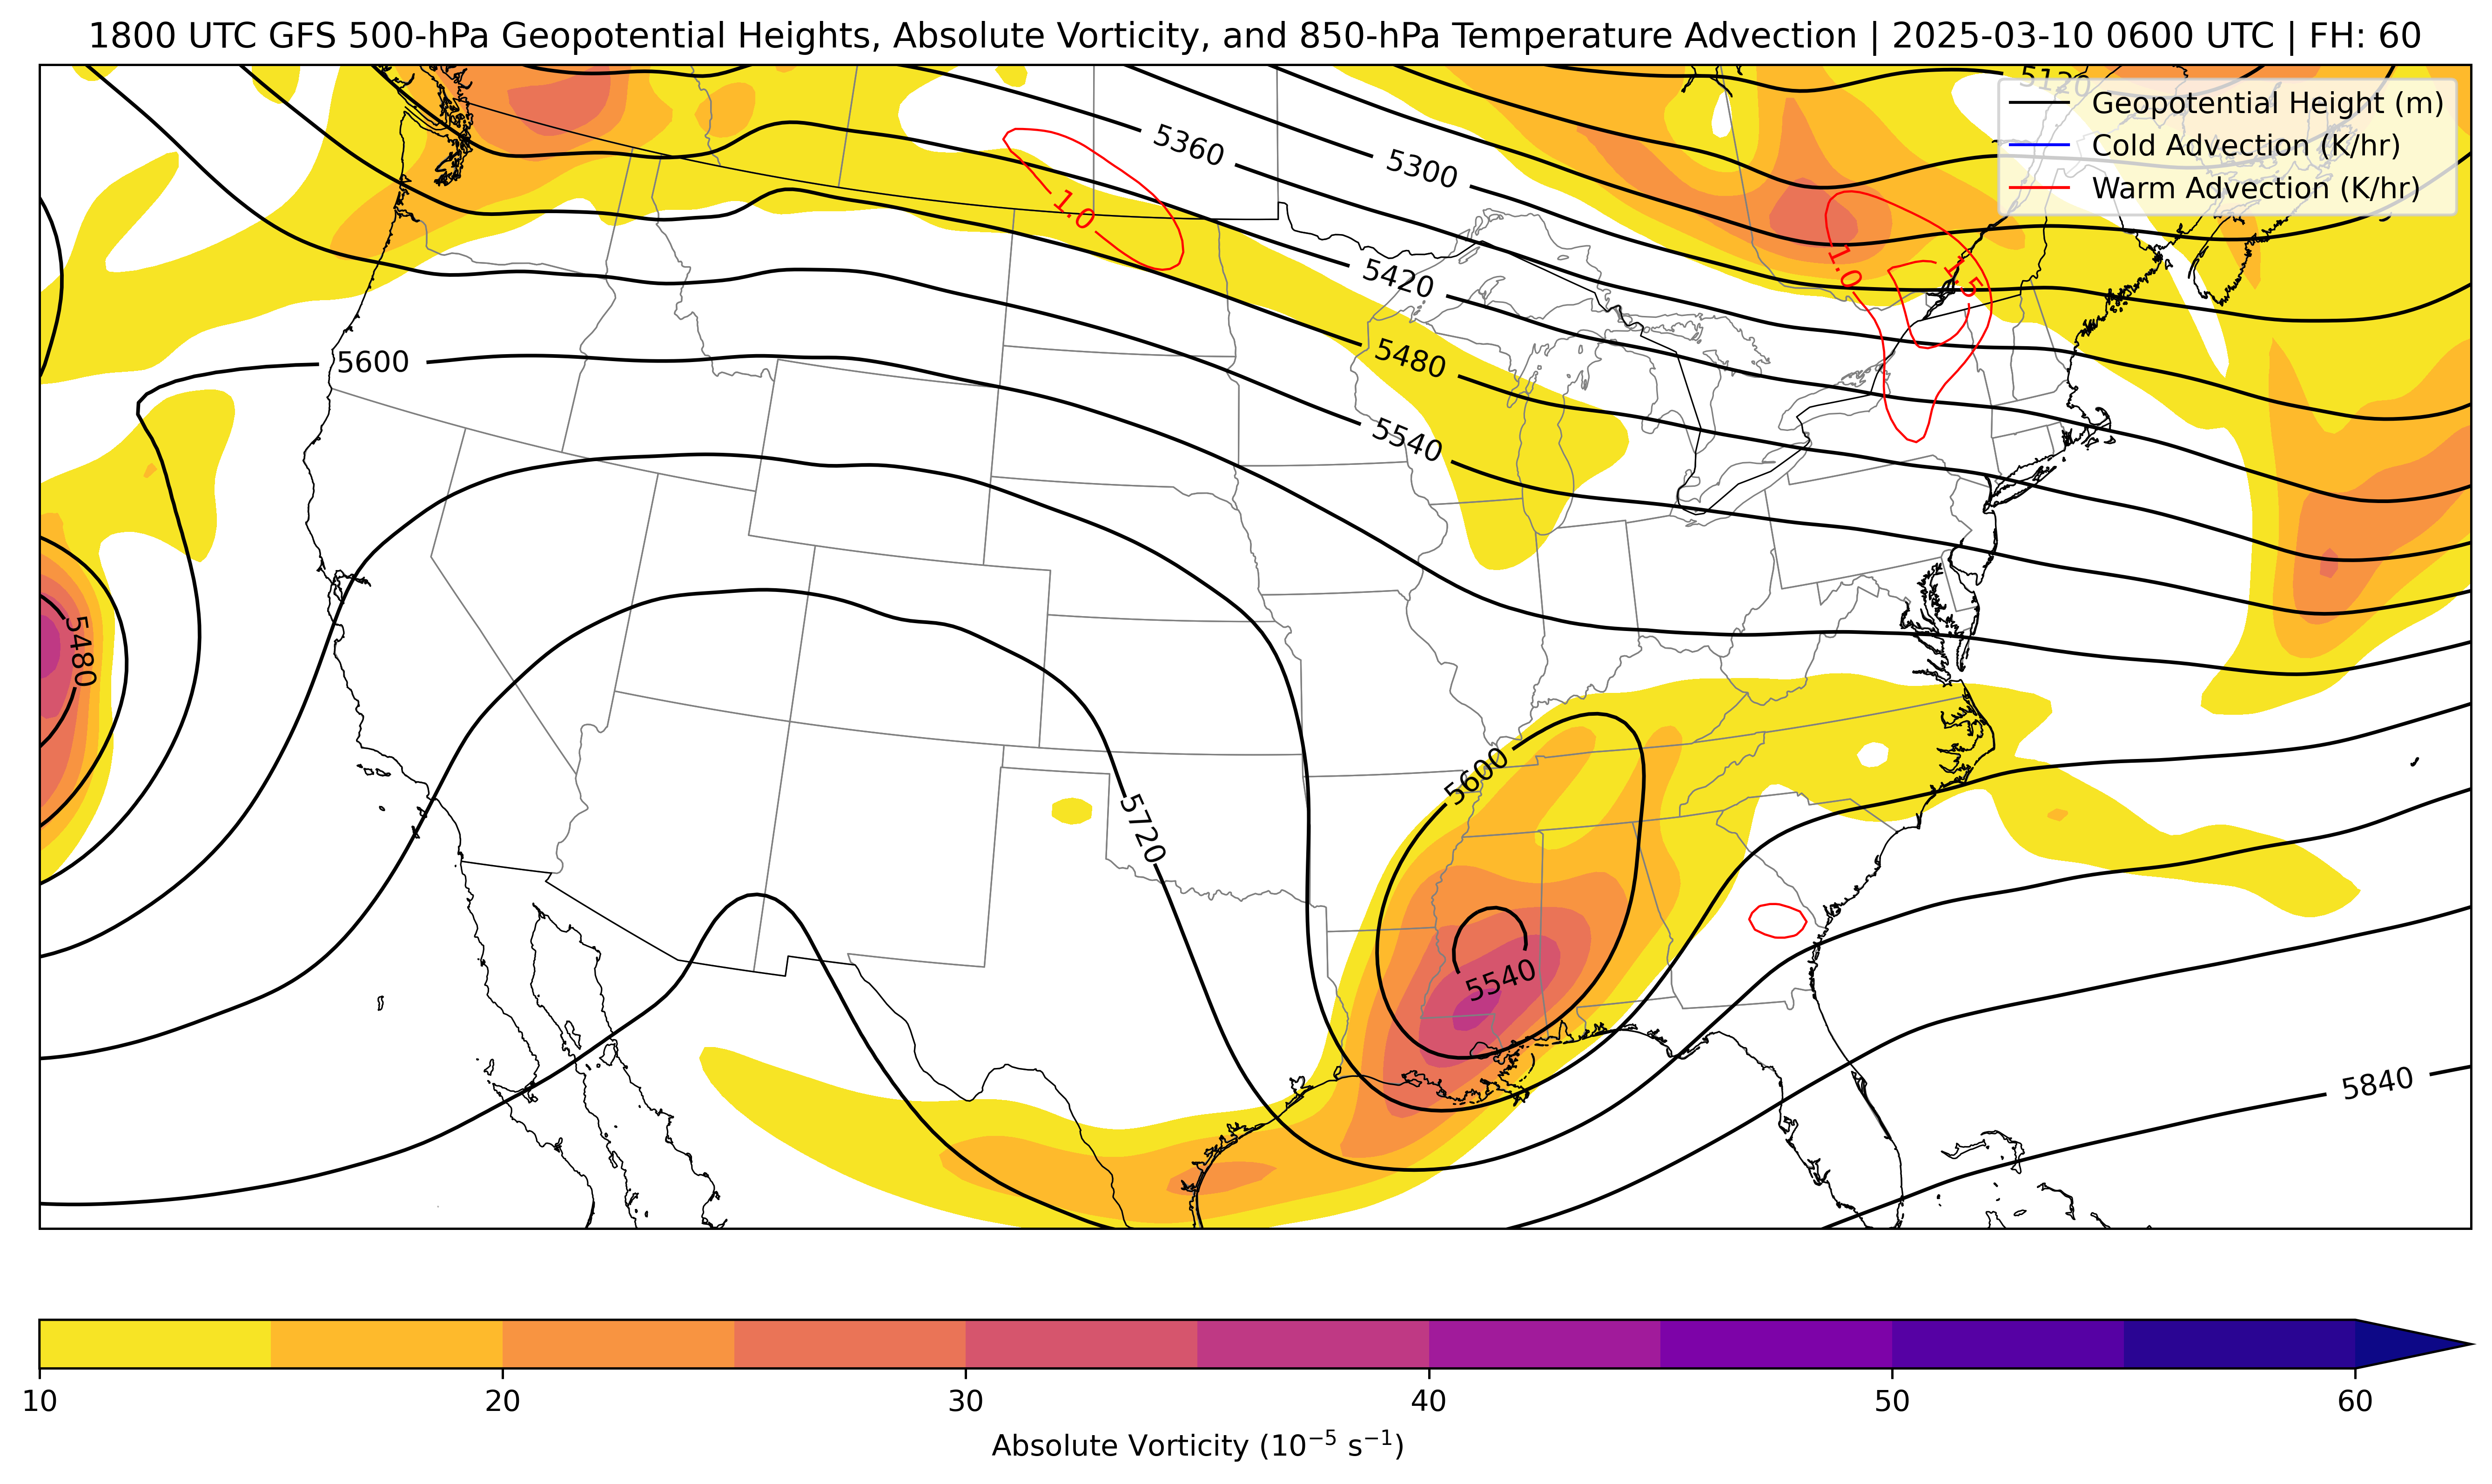 1800 UTC GFS 500-hPa Geopotential Heights, Absolute Vorticity, and 850-hPa Temperature Advection | 2025-03-10 0600 UTC | FH: 60
5120
Geopotential Height (m)
Cold Advection (K/hr)
Warm Advection (K/hr)
5360
5300
1.0
5420
1.0
1.5
5480
5600
5540
5480
5600
5720
5540
5840
10 20 30 40 50 60
Absolute Vorticity (10⁻⁵ s⁻¹)